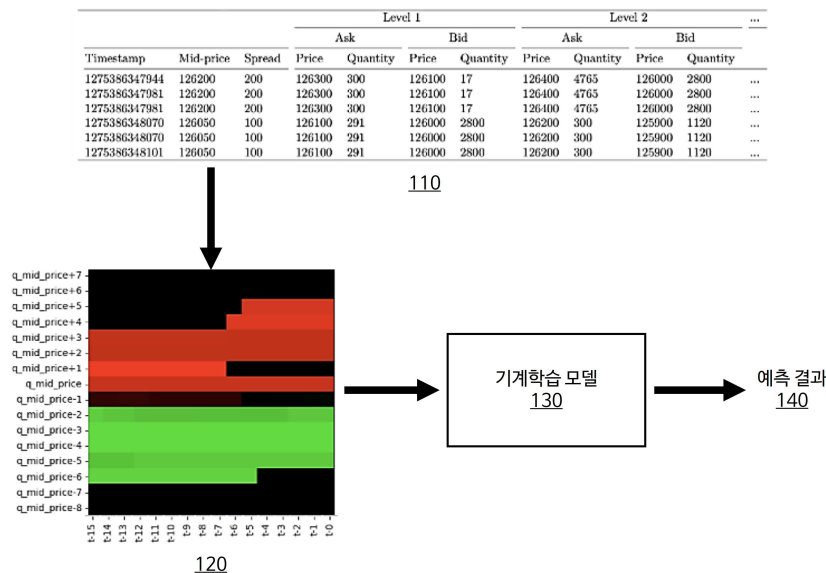 Level 1 Level 2 ...
Ask Bid Ask Bid
Timestamp Mid-price Spread Price Quantity Price Quantity Price Quantity Price Quantity
1275386347944 126200 200 126300 300 126100 17 126400 4765 126000 2800 ...
1275386347981 126200 200 126300 300 126100 17 126400 4765 126000 2800 ...
1275386347981 126200 200 126300 300 126100 17 126400 4765 126000 2800 ...
1275386348070 126050 100 126100 291 126000 2800 126200 300 125900 1120 ...
1275386348070 126050 100 126100 291 126000 2800 126200 300 125900 1120 ...
1275386348101 126050 100 126100 291 126000 2800 126200 300 125900 1120 ...
110
q_mid_price+7
q_mid_price+6
q_mid_price+5
q_mid_price+4
q_mid_price+3
q_mid_price+2
q_mid_price+1
q_mid_price
q_mid_price-1
q_mid_price-2
q_mid_price-3
q_mid_price-4
q_mid_price-5
q_mid_price-6
q_mid_price-7
q_mid_price-8
t-15 t-14 t-13 t-12 t-11 t-10 t-9 t-8 t-7 t-6 t-5 t-4 t-3 t-2 t-1 t-0
120
기계학습 모델
130
예측 결과
140